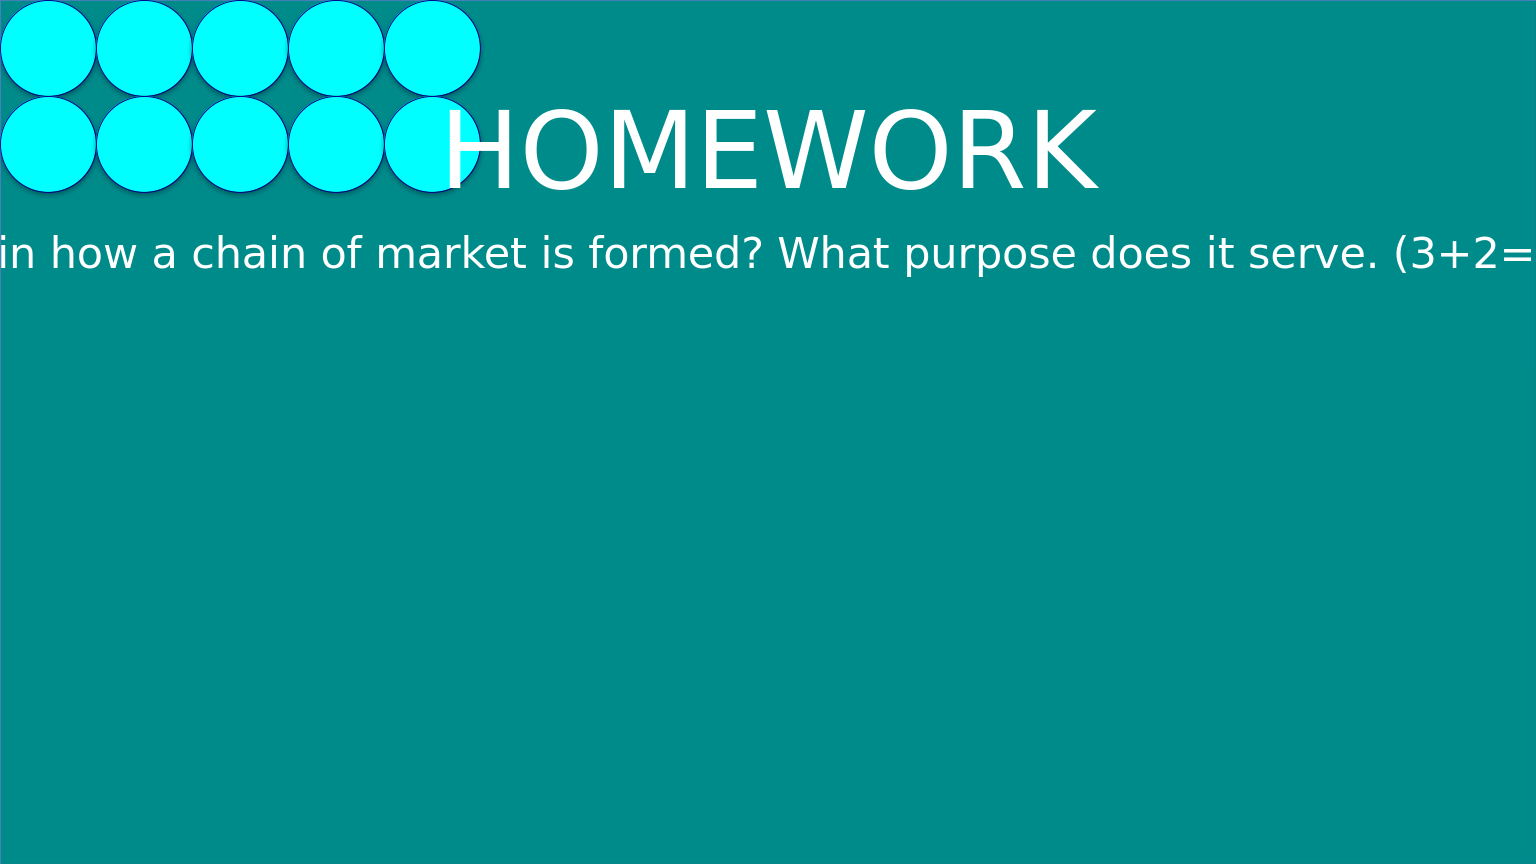 HOMEWORK
in how a chain of market is formed? What purpose does it serve. (3+2=